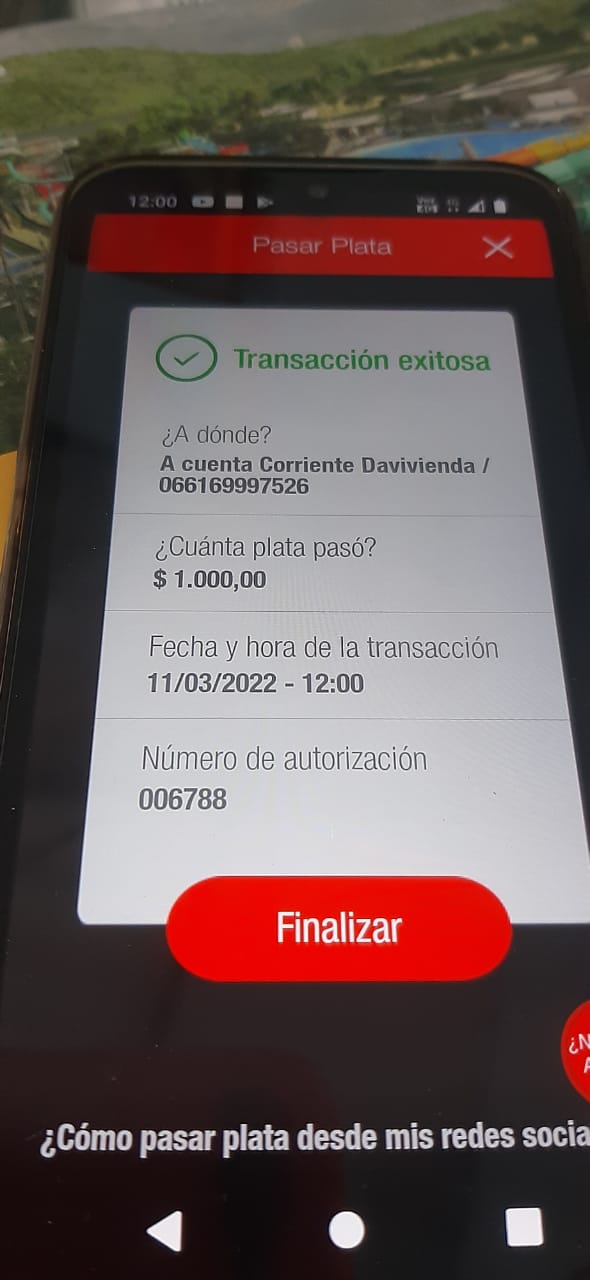 12:00
Pasar Plata
Transacción exitosa
¿A dónde?
A cuenta Corriente Davivienda /
066169997526
¿Cuánta plata pasó?
$ 1.000,00
Fecha y hora de la transacción
11/03/2022 - 12:00
Número de autorización
006788
Finalizar
¿Cómo pasar plata desde mis redes socia